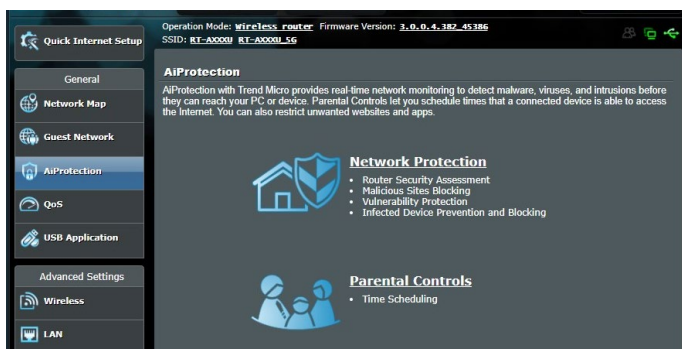 Operation Mode: Wireless router Firmware Version: 3.0.0.4.382_45386
SSID: RT-AXXXU RT-AXXXU_5G
Quick Internet Setup
General
Network Map
Guest Network
AiProtection
QoS
USB Application
Advanced Settings
Wireless
LAN
AiProtection
AiProtection with Trend Micro provides real-time network monitoring to detect malware, viruses, and intrusions before
they can reach your PC or device. Parental Controls let you schedule times that a connected device is able to access
the Internet. You can also restrict unwanted websites and apps.
Network Protection
• Router Security Assessment
• Malicious Sites Blocking
• Vulnerability Protection
• Infected Device Prevention and Blocking
Parental Controls
• Time Scheduling